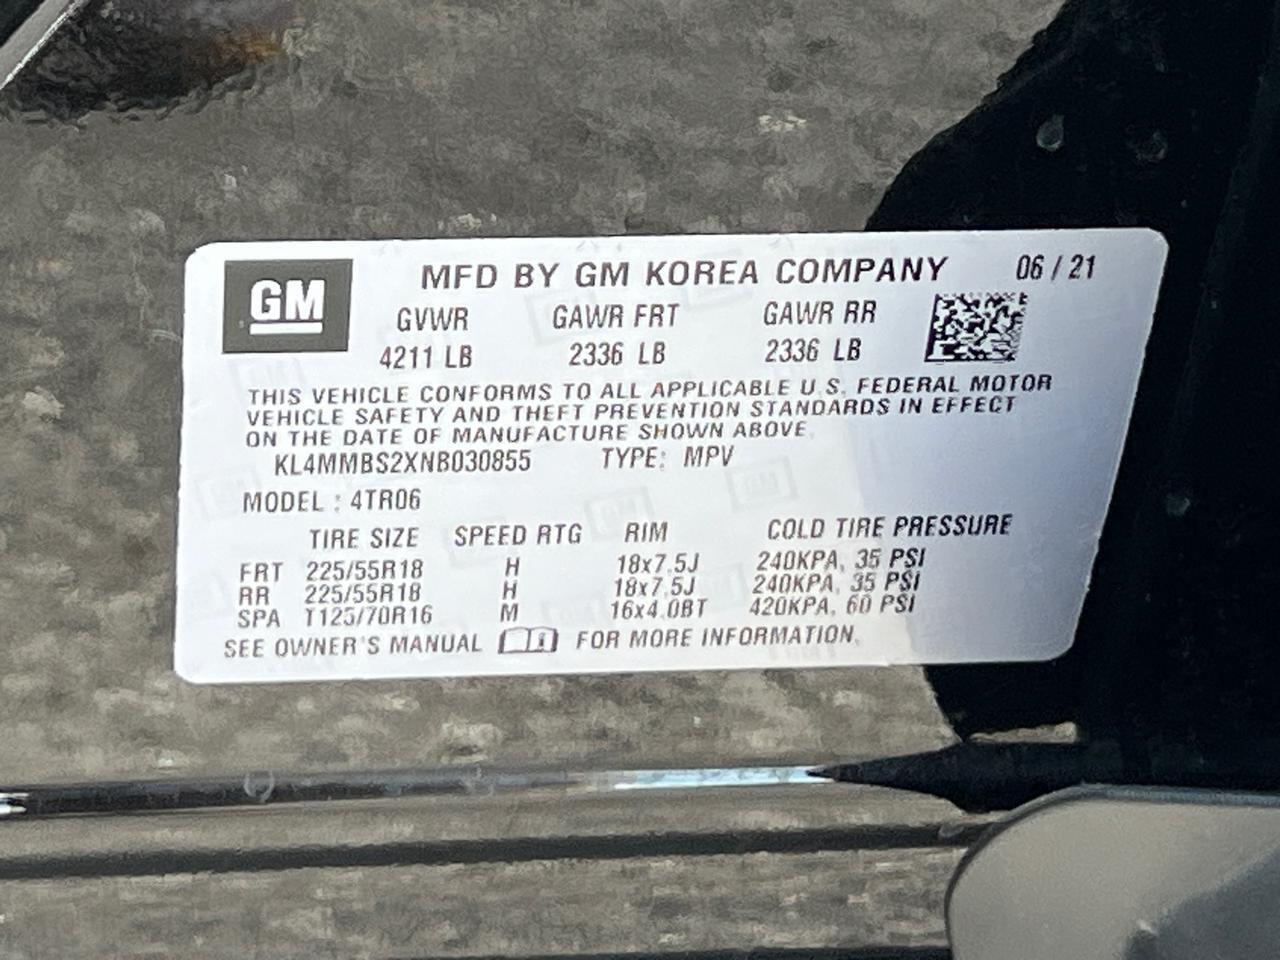 GM
MFD BY GM KOREA COMPANY 06 / 21
GVWR GAWR FRT GAWR RR
4211 LB 2336 LB 2336 LB
THIS VEHICLE CONFORMS TO ALL APPLICABLE U.S. FEDERAL MOTOR
VEHICLE SAFETY AND THEFT PREVENTION STANDARDS IN EFFECT
ON THE DATE OF MANUFACTURE SHOWN ABOVE.
KL4MMBS2XNB030855 TYPE: MPV
MODEL : 4TR06
TIRE SIZE SPEED RTG RIM COLD TIRE PRESSURE
FRT 225/55R18 H 18x7.5J 240KPA, 35 PSI
RR 225/55R18 H 18x7.5J 240KPA, 35 PSI
SPA T125/70R16 M 16x4.0BT 420KPA, 60 PSI
SEE OWNER'S MANUAL FOR MORE INFORMATION.